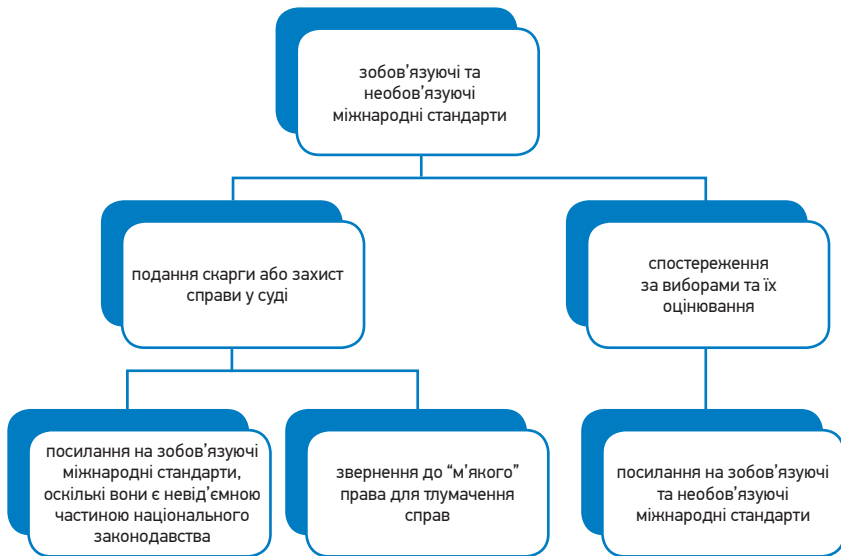 зобов’язуючі та
необов’язуючі
міжнародні стандарти
подання скарги або захист
справи у суді
спостереження
за виборами та їх
оцінювання
посилання на зобов’язуючі
міжнародні стандарти,
оскількі вони є невід’ємною
частиною національного
законодавства
звернення до “м’якого”
права для тлумачення
справ
посилання на зобов’язуючі
та необов’язуючі
міжнародні стандарти